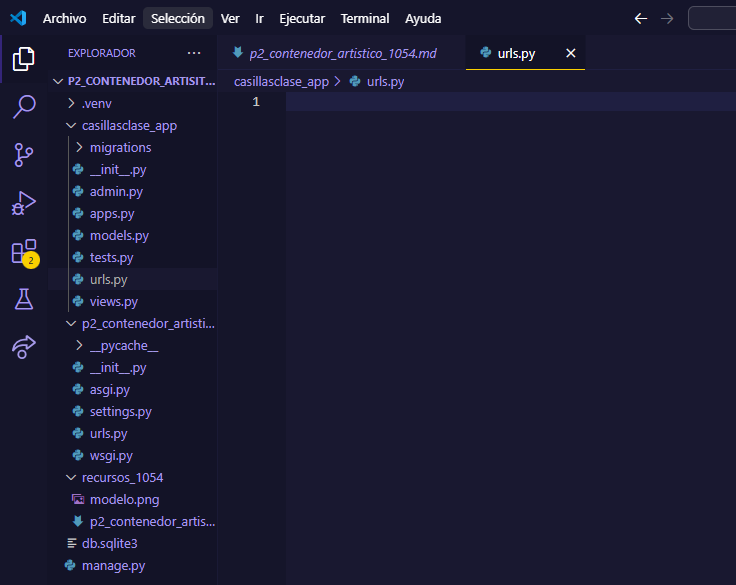 Archivo Editar Selección Ver Ir Ejecutar Terminal Ayuda
EXPLORADOR ...
P2_CONTENEDOR_ARTISIT...
.venv
casillasclase_app
migrations
__init__.py
admin.py
apps.py
models.py
tests.py
urls.py
views.py
p2_contenedor_artisti...
__pycache__
__init__.py
asgi.py
settings.py
urls.py
wsgi.py
recursos_1054
modelo.png
p2_contenedor_artis...
db.sqlite3
manage.py
2
p2_contenedor_artistico_1054.md urls.py
casillasclase_app > urls.py
1